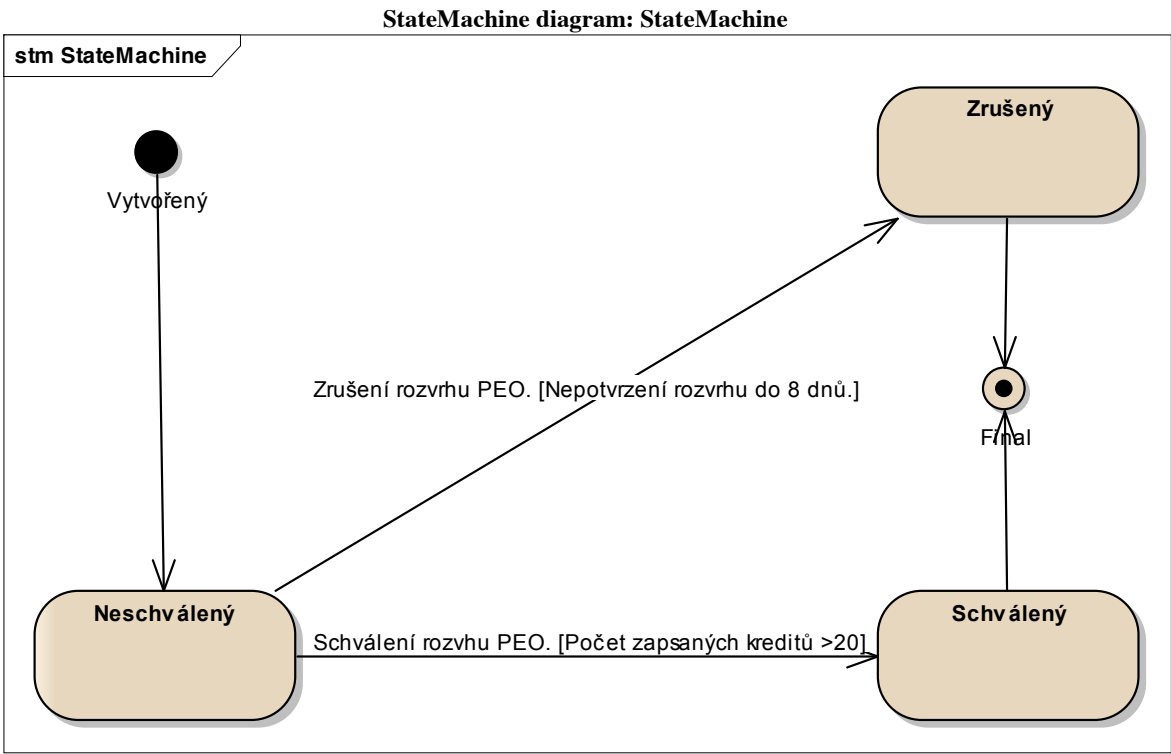 StateMachine diagram: StateMachine
stm StateMachine
Zrušený
Vytvořený
Zrušení rozvrhu PEO. [Nepotvrzení rozvrhu do 8 dnů.]
Final
Neschválený
Schválený
Schválení rozvhu PEO. [Počet zapsaných kreditů >20]